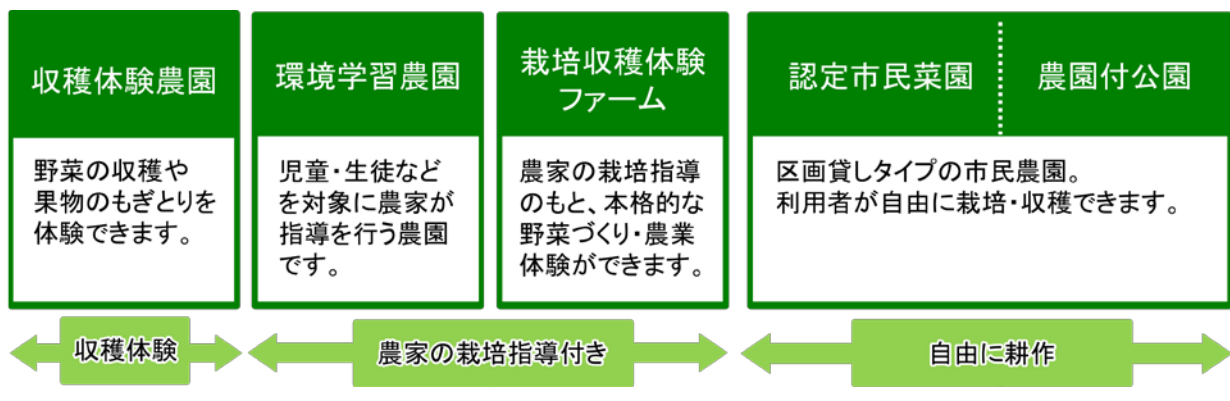 収穫体験農園
野菜の収穫や
果物のもぎとりを
体験できます。
環境学習農園
児童・生徒など
を対象に農家が
指導を行う農園
です。
栽培収穫体験
ファーム
農家の栽培指導
のもと、本格的な
野菜づくり・農業
体験ができます。
認定市民菜園
農園付公園
区画貸しタイプの市民農園。
利用者が自由に栽培・収穫できます。
収穫体験
農家の栽培指導付き
自由に耕作